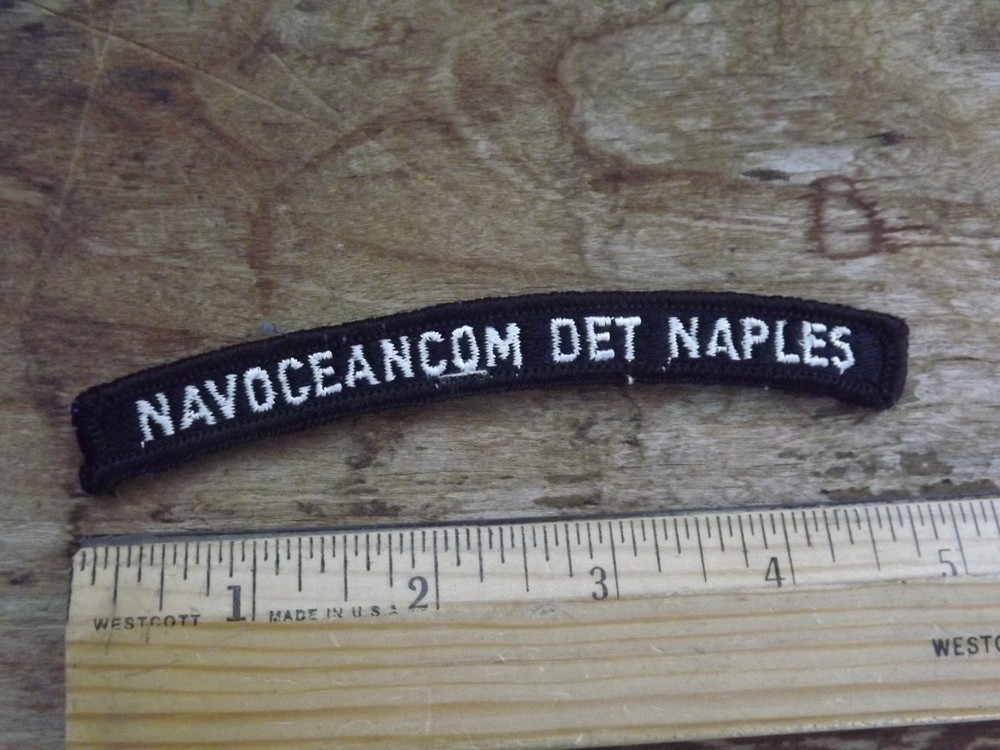 NAVOCEANCOM DET NAPLES
1 2 3 4 5
WESTCOTT MADE IN U.S.A
WESTC